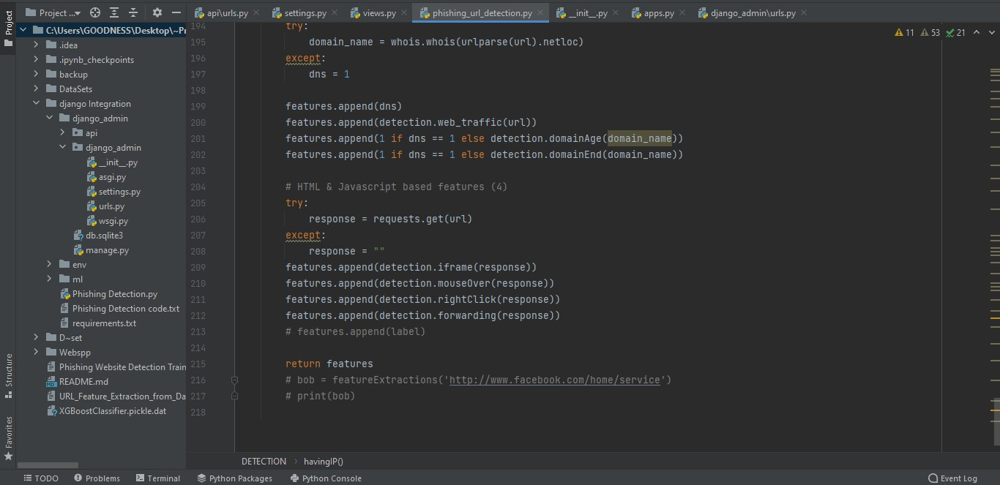 Project ...
api\urls.py
settings.py
views.py
phishing_url_detection.py
__init__.py
apps.py
django_admin\urls.py
Project
C:\Users\GOODNESS\Desktop\~Pr
.idea
.ipynb_checkpoints
backup
DataSets
django Integration
django_admin
api
django_admin
__init__.py
asgi.py
settings.py
urls.py
wsgi.py
db.sqlite3
manage.py
env
ml
Phishing Detection.py
Phishing Detection code.txt
requirements.txt
D~set
Webspp
Phishing Website Detection Train
README.md
URL_Feature_Extraction_from_Da
XGBoostClassifier.pickle.dat
Structure
Favorites
11 53 21
194 try:
195 domain_name = whois.whois(urlparse(url).netloc)
196 except:
197 dns = 1
198
199 features.append(dns)
200 features.append(detection.web_traffic(url))
201 features.append(1 if dns == 1 else detection.domainAge(domain_name))
202 features.append(1 if dns == 1 else detection.domainEnd(domain_name))
203
204 # HTML & Javascript based features (4)
205 try:
206 response = requests.get(url)
207 except:
208 response = ""
209 features.append(detection.iframe(response))
210 features.append(detection.mouseOver(response))
211 features.append(detection.rightClick(response))
212 features.append(detection.forwarding(response))
213 # features.append(label)
214
215 return features
216 # bob = featureExtractions('http://www.facebook.com/home/service')
217 # print(bob)
218
DETECTION › havingIP()
TODO
Problems
Terminal
Python Packages
Python Console
Event Log